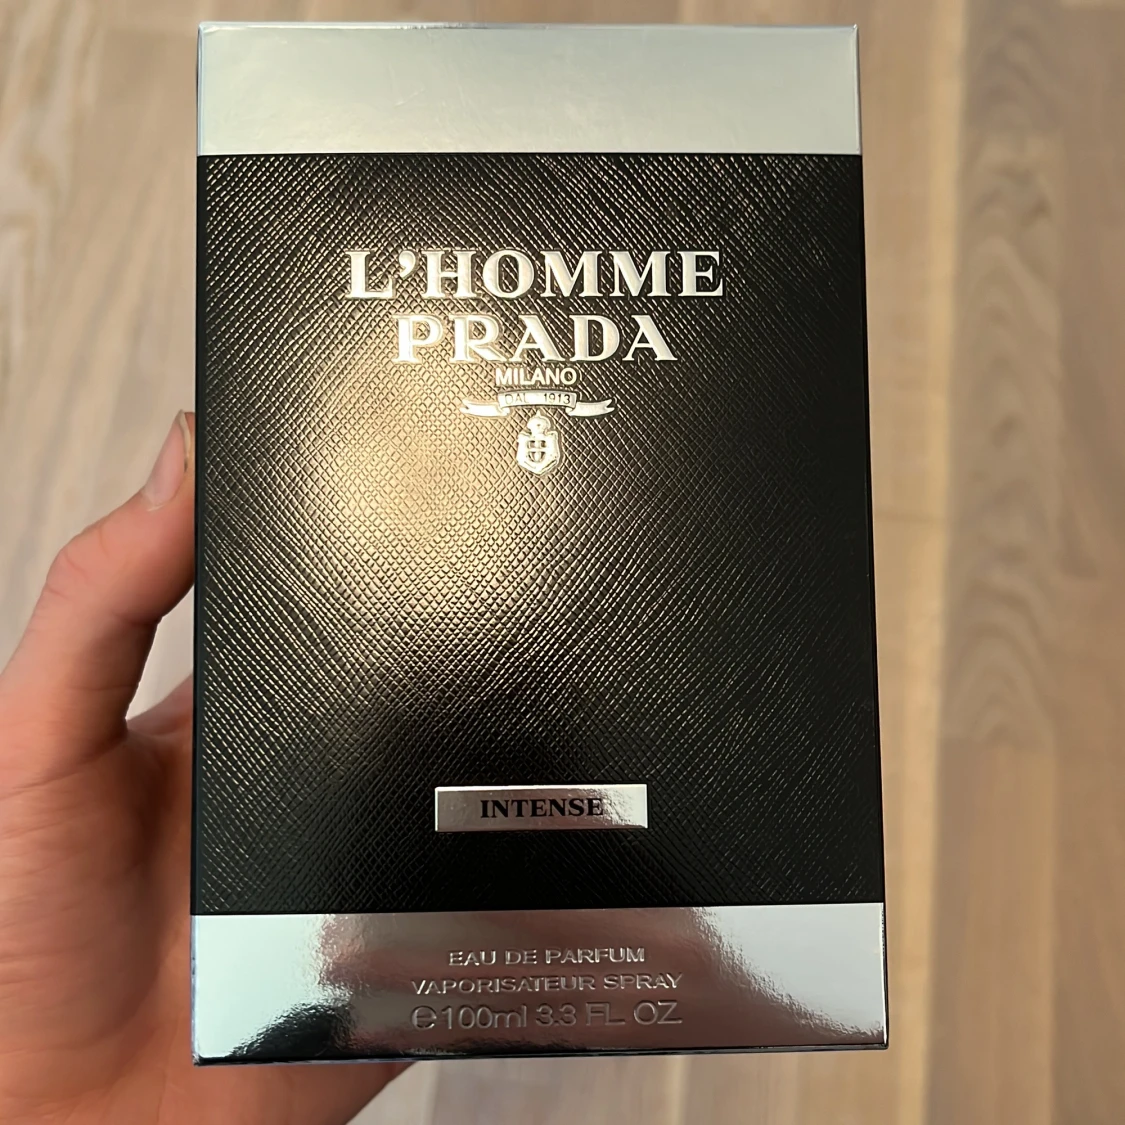 L'HOMME
PRADA
MILANO
DAL 1913
INTENSE
EAU DE PARFUM
VAPORISATEUR SPRAY
℮100ml 3.3 FL OZ